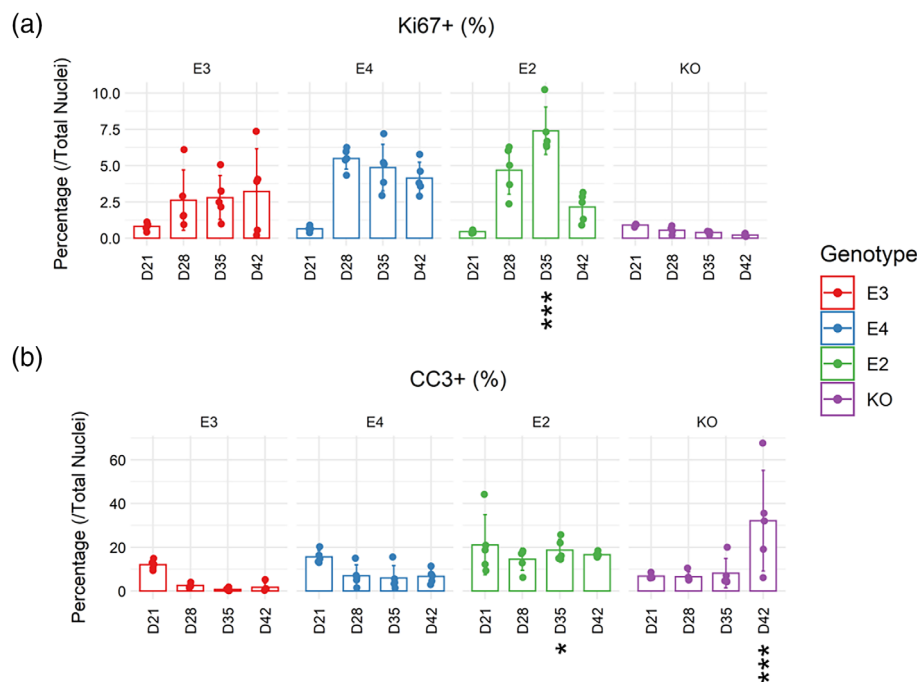 (a)
Ki67+ (%)
E3 E4 E2 KO
Percentage (/Total Nuclei)
10.0
7.5
5.0
2.5
0.0
D21 D28 D35 D42 D21 D28 D35 D42 D21 D28 D35 D42 D21 D28 D35 D42
***
Genotype
E3
E4
E2
KO
(b)
CC3+ (%)
E3 E4 E2 KO
Percentage (/Total Nuclei)
60
40
20
0
D21 D28 D35 D42 D21 D28 D35 D42 D21 D28 D35 D42 D21 D28 D35 D42
* ***